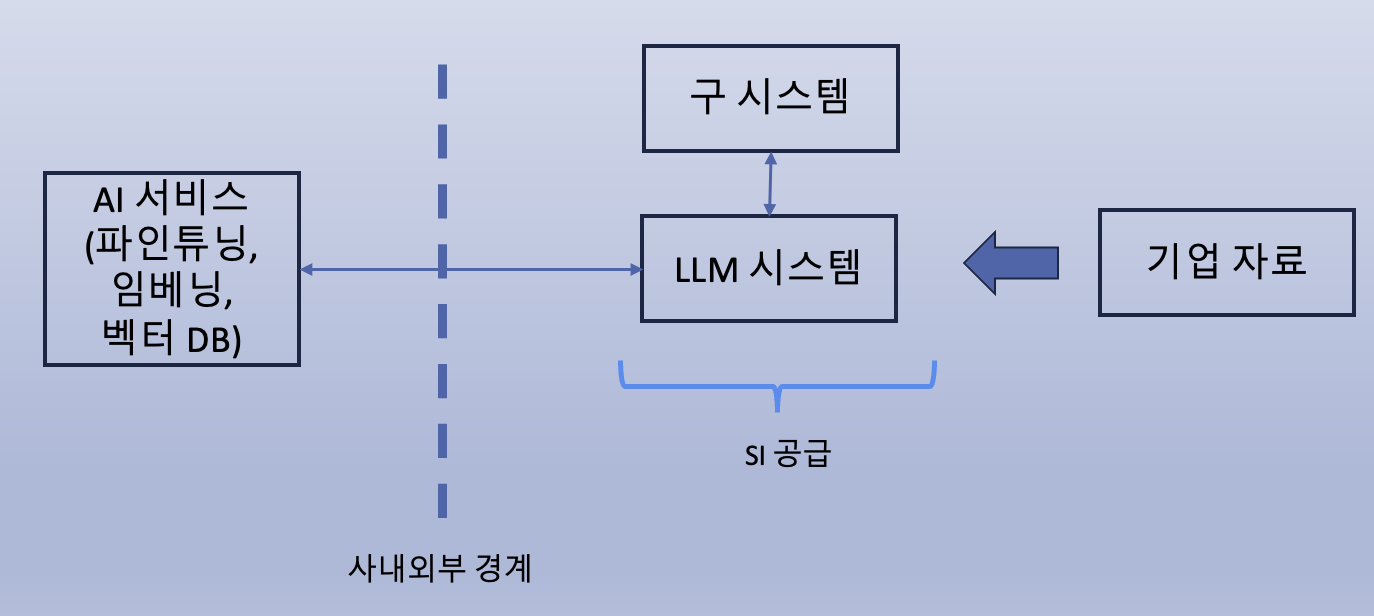 구 시스템
AI 서비스
(파인튜닝,
임베닝,
벡터 DB)
LLM 시스템
기업 자료
SI 공급
사내외부 경계